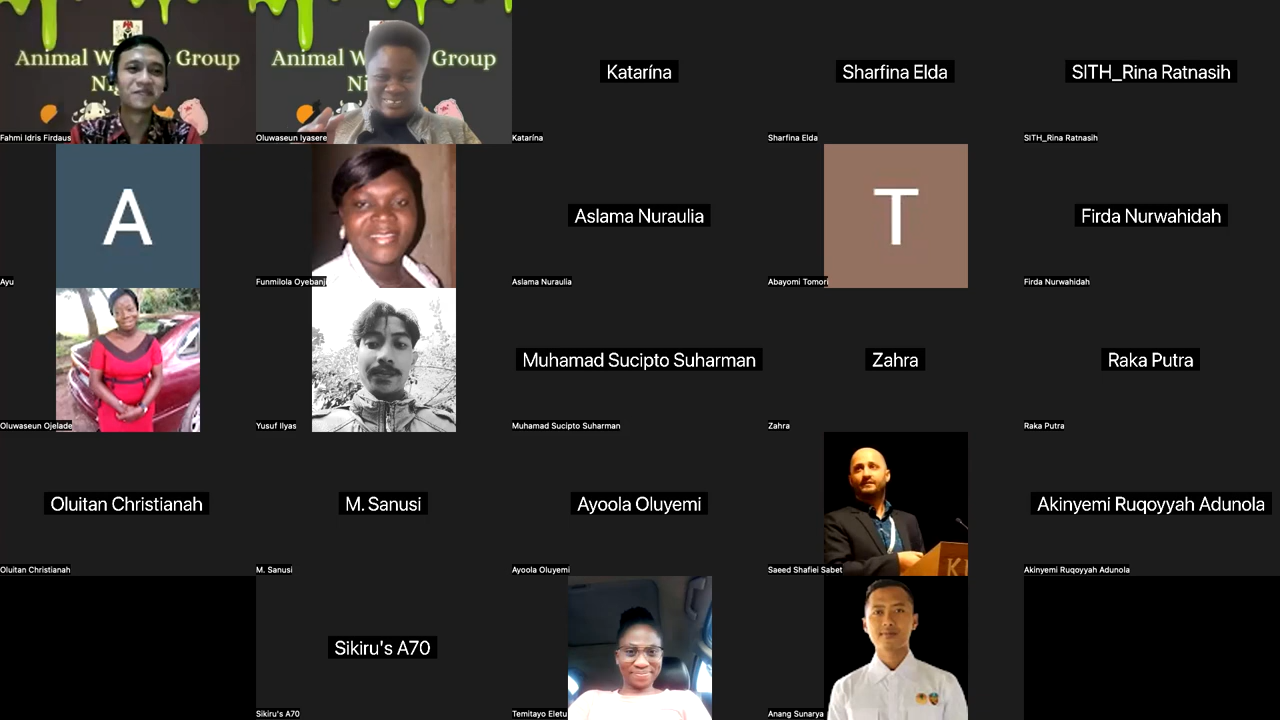 Animal W Group
Ni
Fahmi Idris Firdaus
Animal W Group
Ni
Oluwaseun Iyasere
Katarína
Katarína
Sharfina Elda
Sharfina Elda
SITH_Rina Ratnasih
SITH_Rina Ratnasih
A
Ayu
Funmilola Oyebanji
Aslama Nuraulia
Aslama Nuraulia
T
Abayomi Tomori
Firda Nurwahidah
Firda Nurwahidah
Oluwaseun Ojelade
Yusuf Ilyas
Muhamad Sucipto Suharman
Muhamad Sucipto Suharman
Zahra
Zahra
Raka Putra
Raka Putra
Oluitan Christianah
Oluitan Christianah
M. Sanusi
M. Sanusi
Ayoola Oluyemi
Ayoola Oluyemi
Saeed Shafiei Sabet
Akinyemi Ruqoyyah Adunola
Akinyemi Ruqoyyah Adunola
Sikiru's A70
Sikiru's A70
Temitayo Eletu
Anang Sunarya